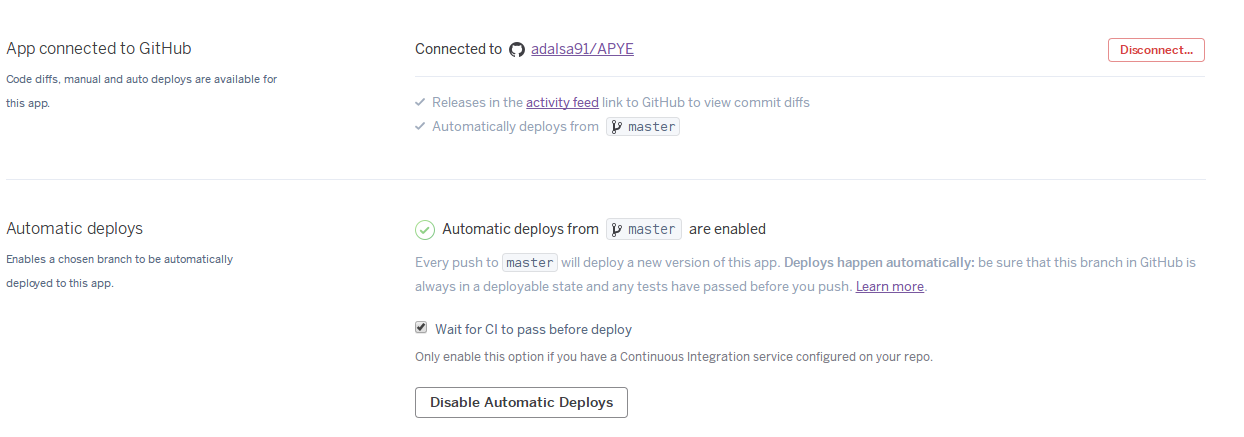 App connected to GitHub
Code diffs, manual and auto deploys are available for
this app.
Connected to adalsa91/APYE
Disconnect...
Releases in the activity feed link to GitHub to view commit diffs
Automatically deploys from master
Automatic deploys
Enables a chosen branch to be automatically
deployed to this app.
Automatic deploys from master are enabled
Every push to master will deploy a new version of this app. Deploys happen automatically: be sure that this branch in GitHub is
always in a deployable state and any tests have passed before you push. Learn more.
Wait for CI to pass before deploy
Only enable this option if you have a Continuous Integration service configured on your repo.
Disable Automatic Deploys